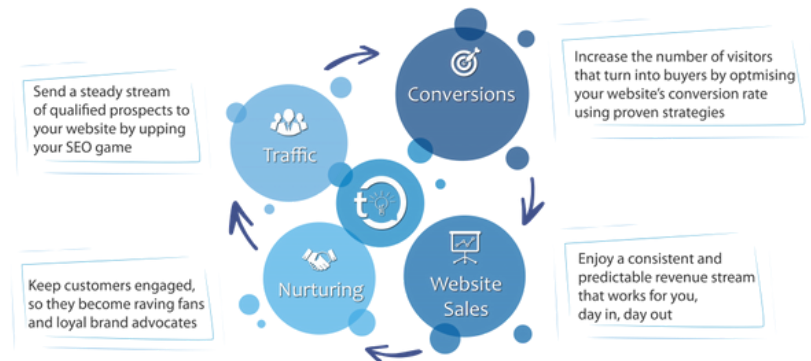 Send a steady stream
of qualified prospects to
your website by upping
your SEO game
Traffic
Conversions
Increase the number of visitors
that turn into buyers by optmising
your website's conversion rate
using proven strategies
t
Keep customers engaged,
so they become raving fans
and loyal brand advocates
Nurturing
Website
Sales
Enjoy a consistent and
predictable revenue stream
that works for you,
day in, day out